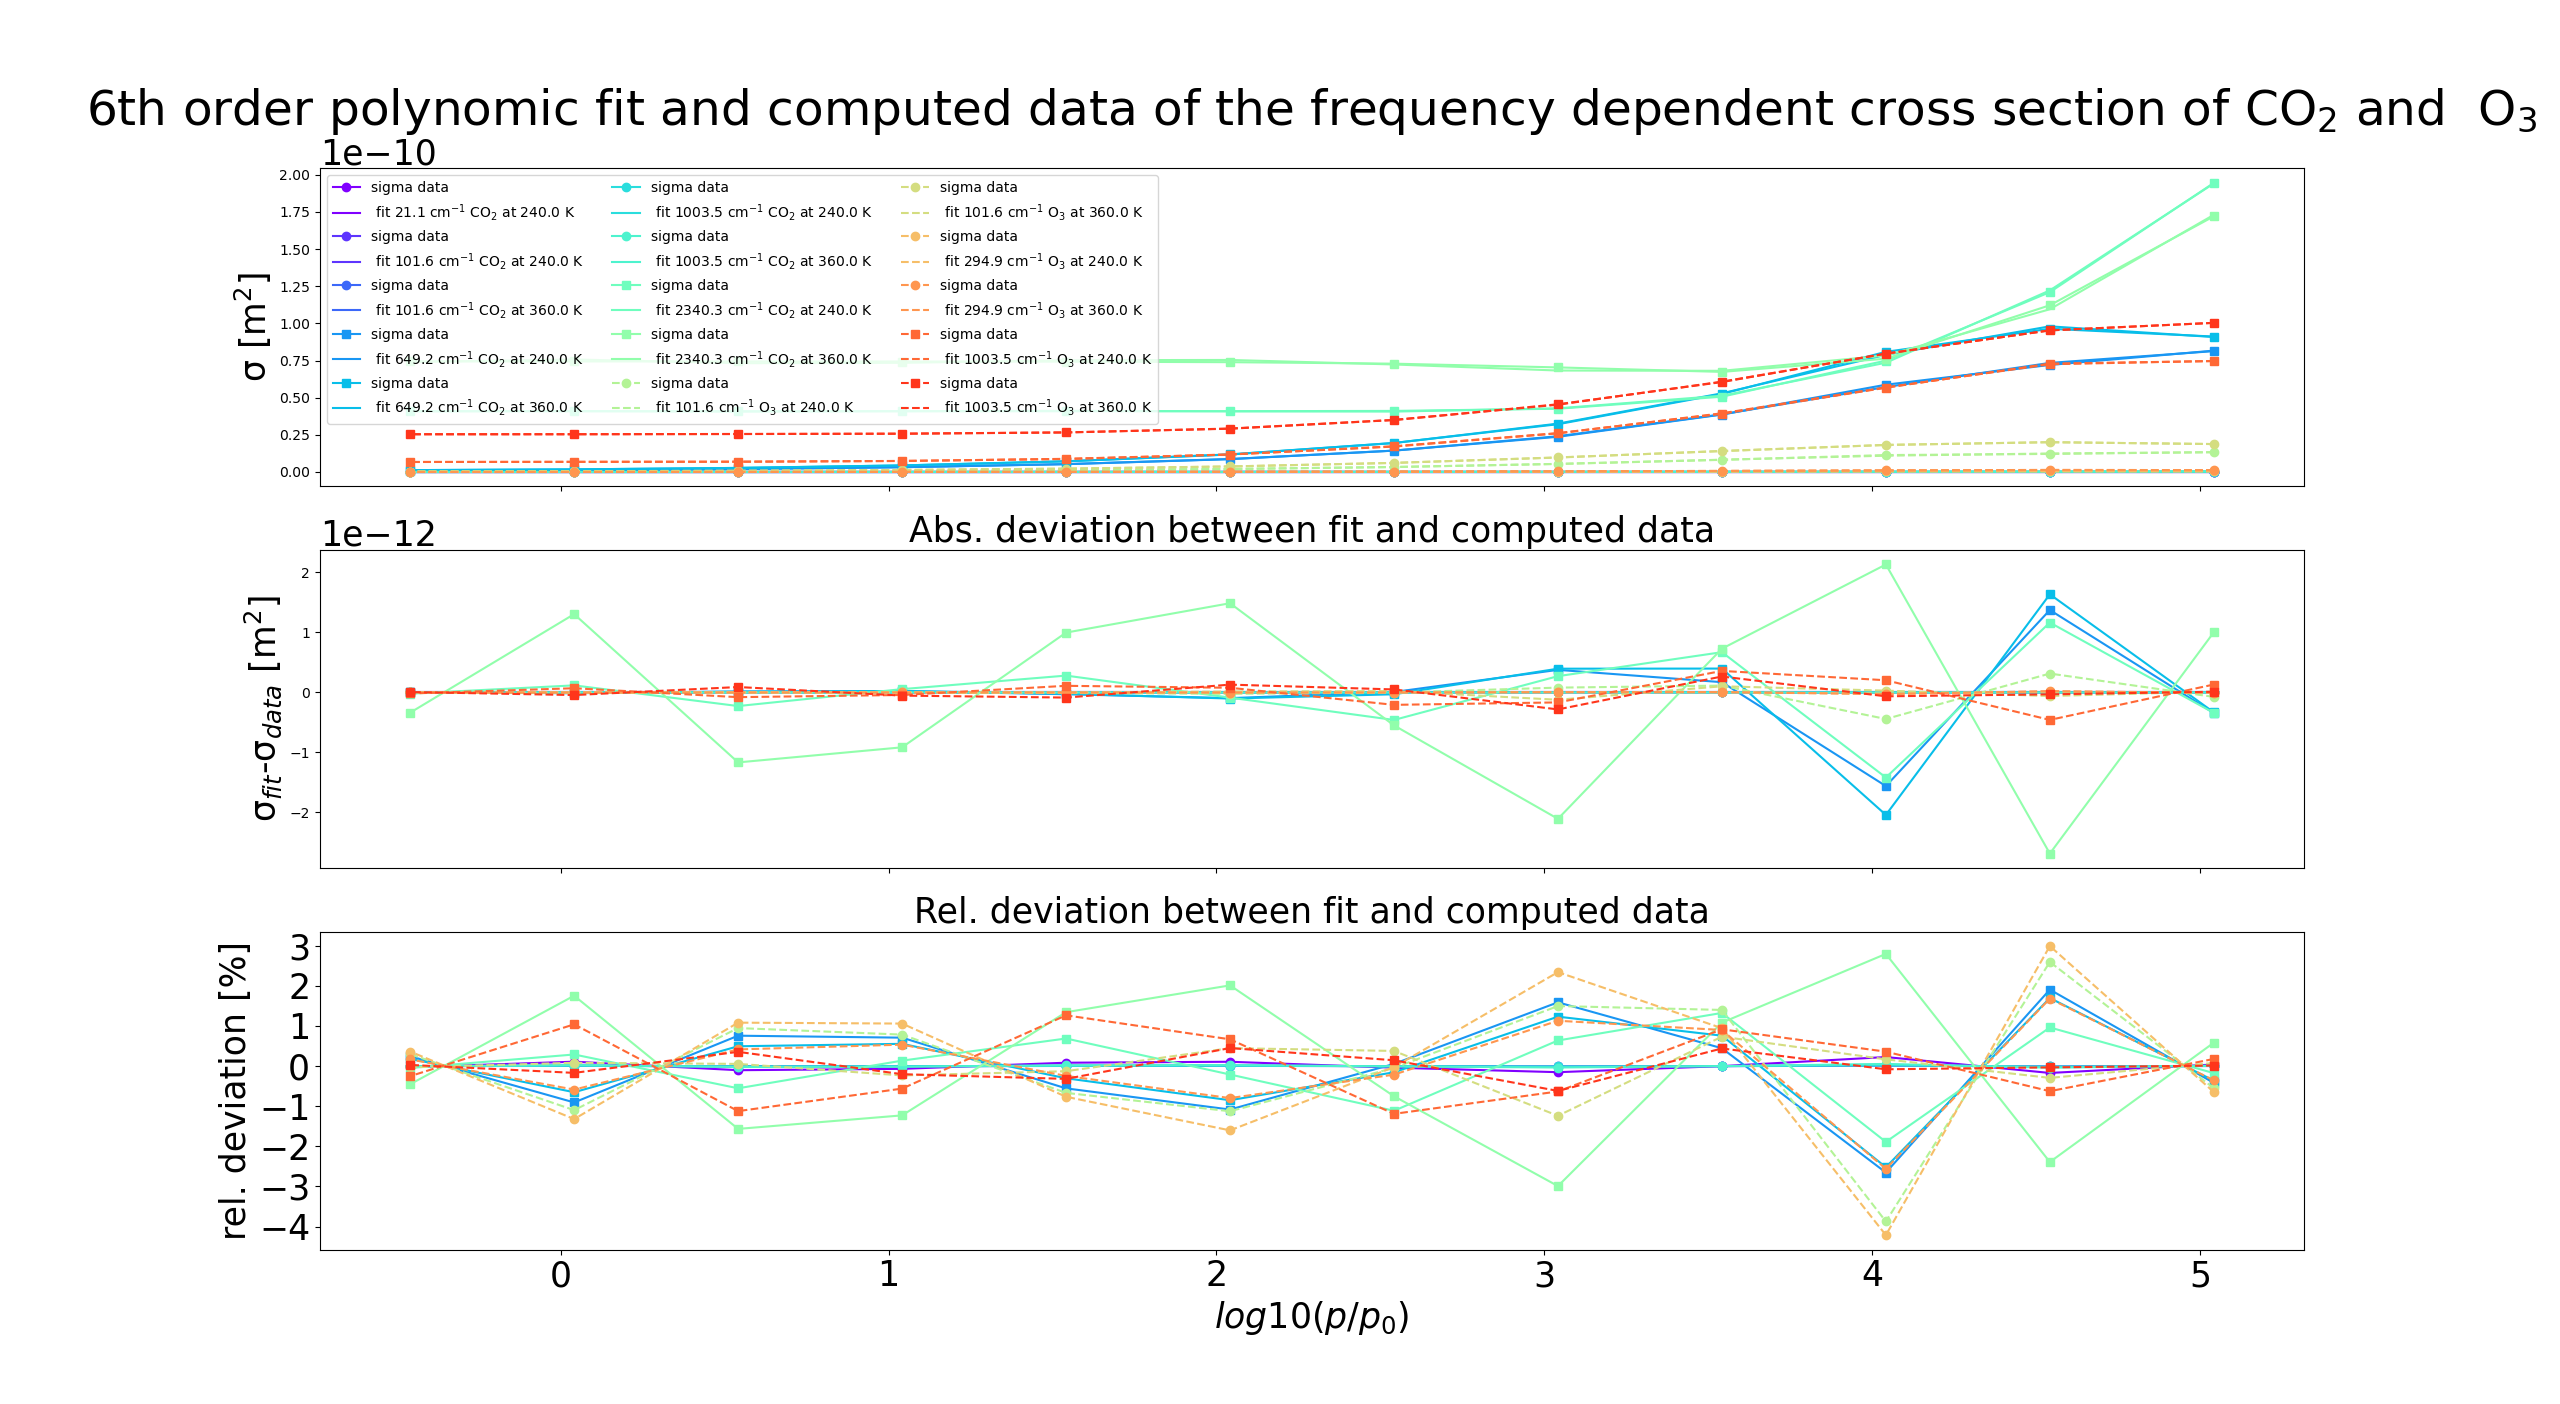 6th order polynomic fit and computed data of the frequency dependent cross section of CO₂ and O₃
1e−10
σ [m²]
2.00
1.75
1.50
1.25
1.00
0.75
0.50
0.25
0.00
sigma data
fit 21.1 cm⁻¹ CO₂ at 240.0 K
sigma data
fit 101.6 cm⁻¹ CO₂ at 240.0 K
sigma data
fit 101.6 cm⁻¹ CO₂ at 360.0 K
sigma data
fit 649.2 cm⁻¹ CO₂ at 240.0 K
sigma data
fit 649.2 cm⁻¹ CO₂ at 360.0 K
sigma data
fit 1003.5 cm⁻¹ CO₂ at 240.0 K
sigma data
fit 1003.5 cm⁻¹ CO₂ at 360.0 K
sigma data
fit 2340.3 cm⁻¹ CO₂ at 240.0 K
sigma data
fit 2340.3 cm⁻¹ CO₂ at 360.0 K
sigma data
fit 101.6 cm⁻¹ O₃ at 240.0 K
sigma data
fit 101.6 cm⁻¹ O₃ at 360.0 K
sigma data
fit 294.9 cm⁻¹ O₃ at 240.0 K
sigma data
fit 294.9 cm⁻¹ O₃ at 360.0 K
sigma data
fit 1003.5 cm⁻¹ O₃ at 240.0 K
sigma data
fit 1003.5 cm⁻¹ O₃ at 360.0 K
Abs. deviation between fit and computed data
1e−12
σ_fit-σ_data [m²]
2
1
0
−1
−2
Rel. deviation between fit and computed data
rel. deviation [%]
3
2
1
0
−1
−2
−3
−4
0 1 2 3 4 5
log10(p/p₀)